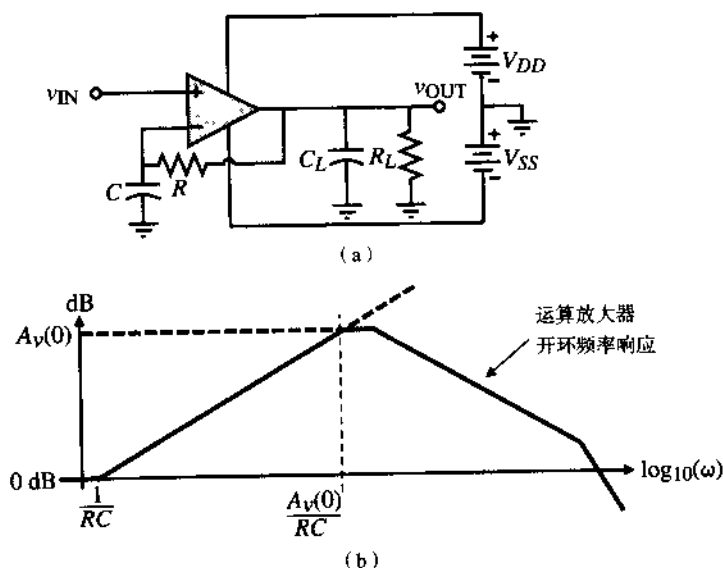 V_DD
v_IN
+
-
v_OUT
C
R
C_L
R_L
V_SS
(a)
dB
A_v(0)
运算放大器
开环频率响应
0 dB
1/RC
A_v(0)/RC
log10(ω)
(b)